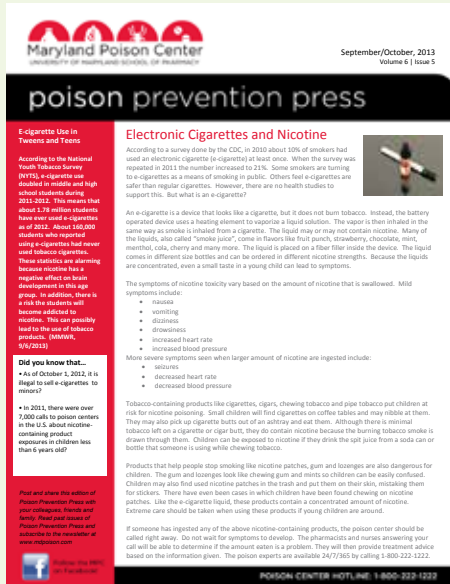 Maryland Poison Center
UNIVERSITY OF MARYLAND SCHOOL OF PHARMACY
September/October, 2013
Volume 6 | Issue 5
poison prevention press
E-cigarette Use in
Tweens and Teens
According to the National
Youth Tobacco Survey
(NYTS), e-cigarette use
doubled in middle and high
school students during
2011-2012. This means that
about 1.78 million students
have ever used e-cigarettes
as of 2012. About 160,000
students who reported
using e-cigarettes had never
used tobacco cigarettes.
These statistics are alarming
because nicotine has a
negative effect on brain
development in this age
group. In addition, there is
a risk the students will
become addicted to
nicotine. This can possibly
lead to the use of tobacco
products. (MMWR,
9/6/2013)
Did you know that...
• As of October 1, 2012, it is
illegal to sell e-cigarettes to
minors?
• In 2011, there were over
7,000 calls to poison centers
in the U.S. about nicotine-
containing product
exposures in children less
than 6 years old?
Post and share this edition of
Poison Prevention Press with
your colleagues, friends and
family. Read past issues of
Poison Prevention Press and
subscribe to the newsletter at
www.mdpoison.com
Follow the MPC
on Facebook!
Electronic Cigarettes and Nicotine
According to a survey done by the CDC, in 2010 about 10% of smokers had
used an electronic cigarette (e-cigarette) at least once. When the survey was
repeated in 2011 the number increased to 21%. Some smokers are turning
to e-cigarettes as a means of smoking in public. Others feel e-cigarettes are
safer than regular cigarettes. However, there are no health studies to
support this. But what is an e-cigarette?
An e-cigarette is a device that looks like a cigarette, but it does not burn tobacco. Instead, the battery
operated device uses a heating element to vaporize a liquid solution. The vapor is then inhaled in the
same way as smoke is inhaled from a cigarette. The liquid may or may not contain nicotine. Many of
the liquids, also called "smoke juice", come in flavors like fruit punch, strawberry, chocolate, mint,
menthol, cola, cherry and many more. The liquid is placed on a fiber filler inside the device. The liquid
comes in different size bottles and can be ordered in different nicotine strengths. Because the liquids
are concentrated, even a small taste in a young child can lead to symptoms.
The symptoms of nicotine toxicity vary based on the amount of nicotine that is swallowed. Mild
symptoms include:
• nausea
• vomiting
• dizziness
• drowsiness
• increased heart rate
• increased blood pressure
More severe symptoms seen when larger amount of nicotine are ingested include:
• seizures
• decreased heart rate
• decreased blood pressure
Tobacco-containing products like cigarettes, cigars, chewing tobacco and pipe tobacco put children at
risk for nicotine poisoning. Small children will find cigarettes on coffee tables and may nibble at them.
They may also pick up cigarette butts out of an ashtray and eat them. Although there is minimal
tobacco left on a cigarette or cigar butt, they do contain nicotine because the burning tobacco smoke is
drawn through them. Children can be exposed to nicotine if they drink the spit juice from a soda can or
bottle that someone is using while chewing tobacco.
Products that help people stop smoking like nicotine patches, gum and lozenges are also dangerous for
children. The gum and lozenges look like chewing gum and mints so children can be easily confused.
Children may also find used nicotine patches in the trash and put them on their skin, mistaking them
for stickers. There have even been cases in which children have been found chewing on nicotine
patches. Like the e-cigarette liquid, these products contain a concentrated amount of nicotine.
Extreme care should be taken when using these products if young children are around.
If someone has ingested any of the above nicotine-containing products, the poison center should be
called right away. Do not wait for symptoms to develop. The pharmacists and nurses answering your
call will be able to determine if the amount eaten is a problem. They will then provide treatment advice
based on the information given. The poison experts are available 24/7/365 by calling 1-800-222-1222.
POISON CENTER HOTLINE: 1-800-222-1222